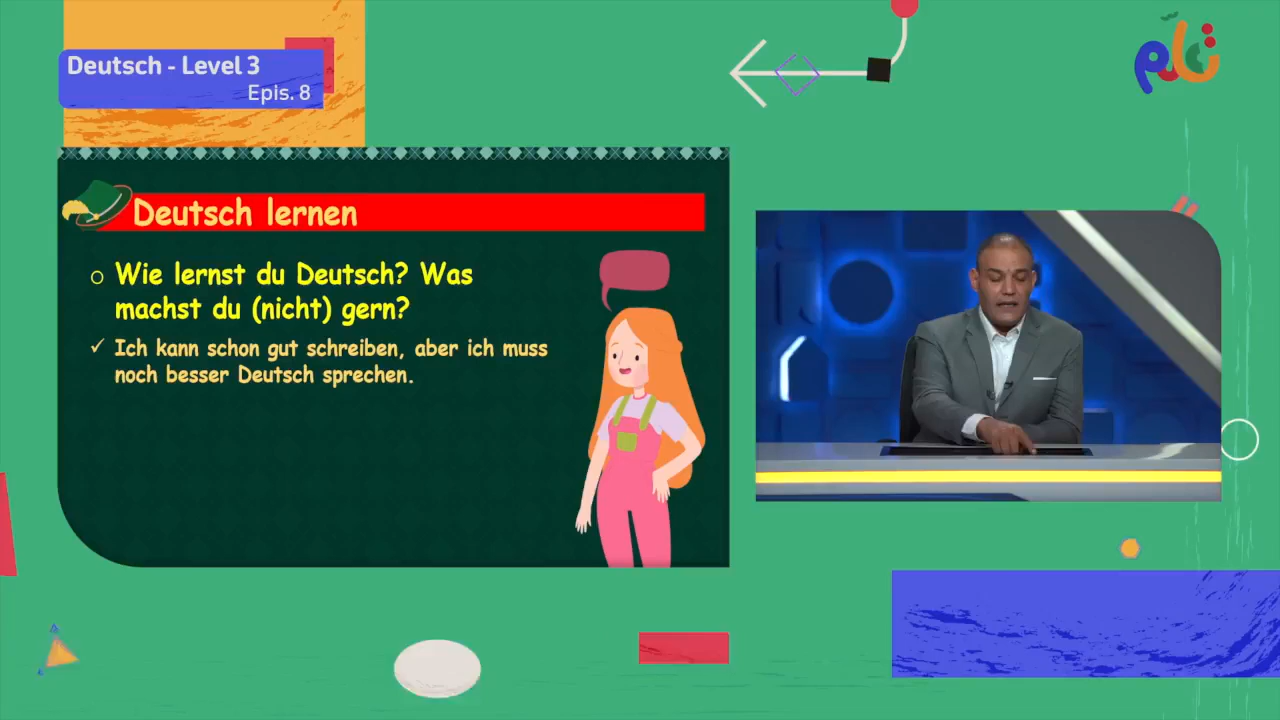 Deutsch - Level 3
Epis. 8
Deutsch lernen
o Wie lernst du Deutsch? Was
machst du (nicht) gern?
✓ Ich kann schon gut schreiben, aber ich muss
noch besser Deutsch sprechen.